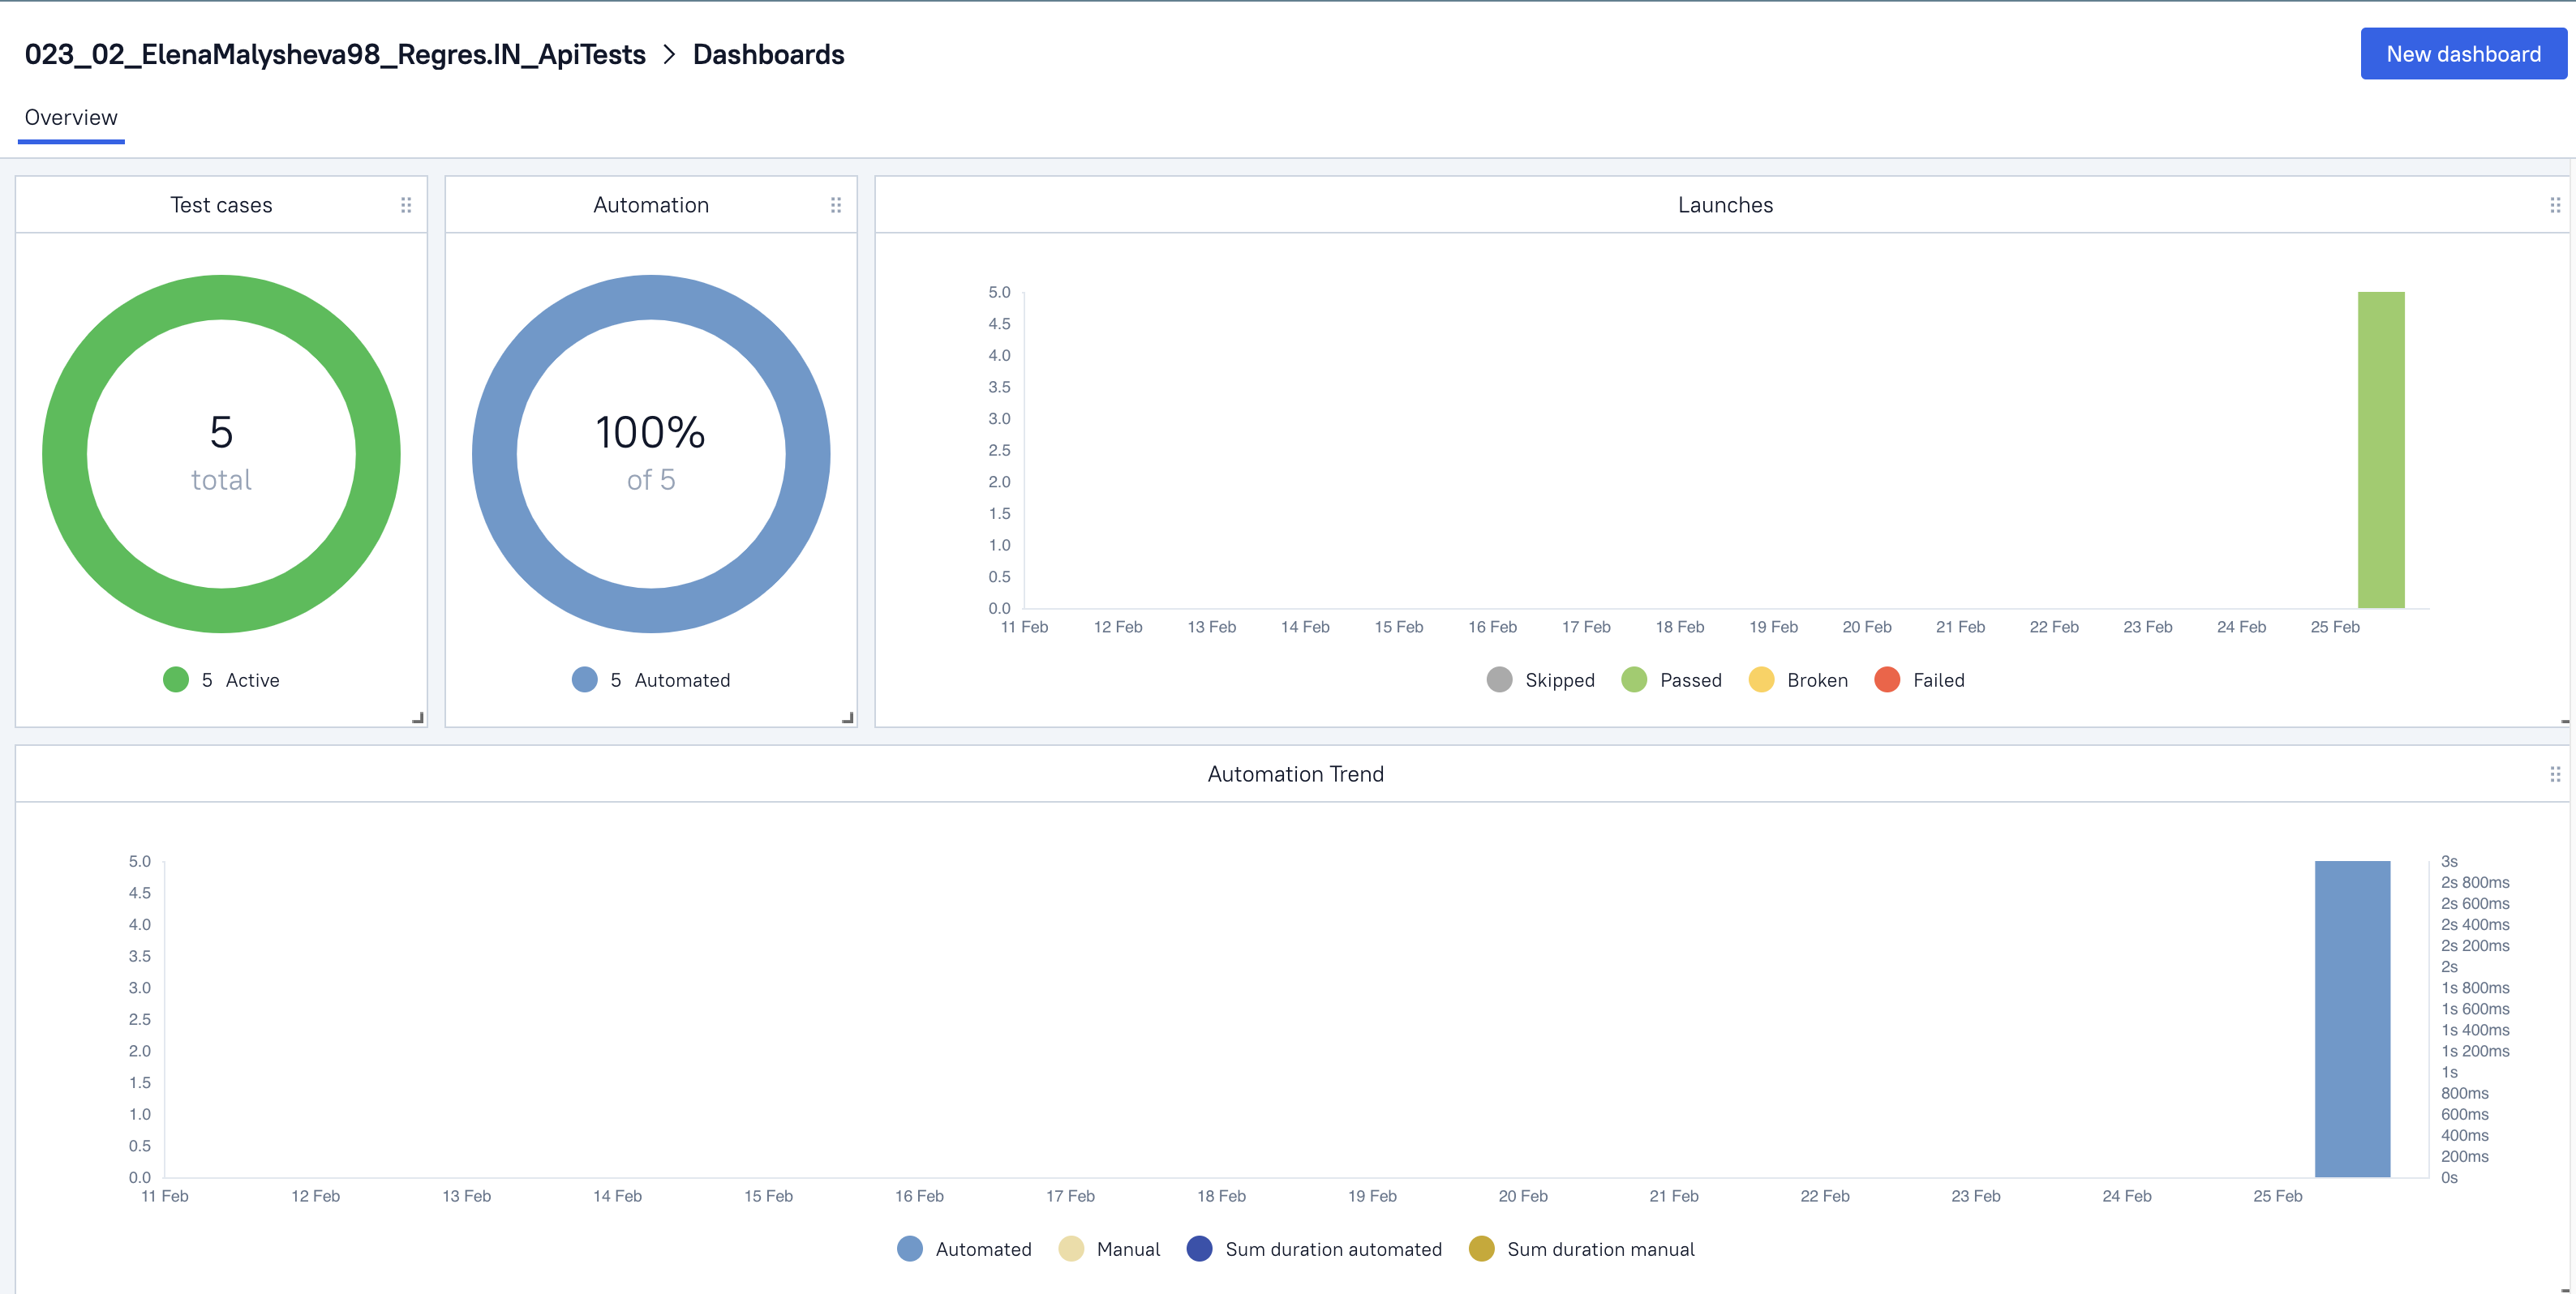 023_02_ElenaMalysheva98_Regres.IN_ApiTests > Dashboards
New dashboard
Overview
Test cases
5
total
5 Active
Automation
100%
of 5
5 Automated
Launches
5.0
4.5
4.0
3.5
3.0
2.5
2.0
1.5
1.0
0.5
0.0
11 Feb 12 Feb 13 Feb 14 Feb 15 Feb 16 Feb 17 Feb 18 Feb 19 Feb 20 Feb 21 Feb 22 Feb 23 Feb 24 Feb 25 Feb
Skipped Passed Broken Failed
Automation Trend
5.0
4.5
4.0
3.5
3.0
2.5
2.0
1.5
1.0
0.5
0.0
3s
2s 800ms
2s 600ms
2s 400ms
2s 200ms
2s
1s 800ms
1s 600ms
1s 400ms
1s 200ms
1s
800ms
600ms
400ms
200ms
0s
11 Feb 12 Feb 13 Feb 14 Feb 15 Feb 16 Feb 17 Feb 18 Feb 19 Feb 20 Feb 21 Feb 22 Feb 23 Feb 24 Feb 25 Feb
Automated Manual Sum duration automated Sum duration manual